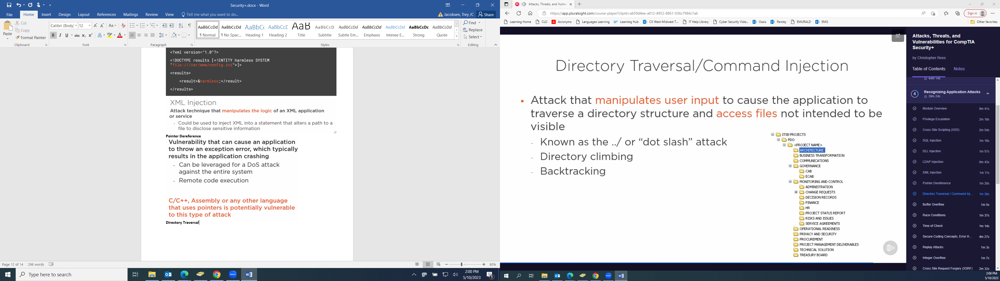 Security+.docx - Word
File Home Insert Design Layout References Mailings Review View Tell me what you want to do...
Jacobsen, Trey /C Share
Paste
Cut
Copy
Format Painter
Clipboard
Calibri (Body) 12
Font
Paragraph
AaBbCcDd AaBbCcDd AaBbCc AaBbCcC AaB AaBbCcD AaBbCcDd AaBbCcDd AaBbCcDd AaBbCcDc AaBbCcDd
¶ Normal ¶ No Spac... Heading 1 Heading 2 Title Subtitle Subtle Em... Emphasis Intense E... Strong Quote
Styles
Find
Replace
Select
Editing
<?xml version="1.0"?>
<!DOCTYPE results [<!ENTITY harmless SYSTEM
"file:///var/www/config.ini">]>
<results>
<result>&harmless;</result>
</results>
XML Injection
Attack technique that manipulates the logic of an XML application
or service
- Could be used to inject XML into a statement that alters a path to a
file to disclose sensitive information
Pointer Dereference
Vulnerability that can cause an application
to throw an exception error, which typically
results in the application crashing
- Can be leveraged for a DoS attack
against the entire system
- Remote code execution
C/C++, Assembly or any other language
that uses pointers is potentially vulnerable
to this type of attack
Directory Traversal
Page 12 of 14 298 words
80%
Type here to search
2:00 PM
5/10/2023
Attacks, Threats, and Vulner
https://app.pluralsight.com/course-player?clipId=a659d4ee-a012-4952-8861-036c7984c7a6
Sign in
Learning Home CLO Acronyms Languages Learning Learning Hub CX West-Midwest T... IT Help Library Cyber Security Vide... Oasis Parsley EMURALD EMG Other favorites
Directory Traversal/Command Injection
Attack that manipulates user input to cause the application to
traverse a directory structure and access files not intended to be
visible
- Known as the ../ or “dot slash” attack
- Directory climbing
- Backtracking
ITSB PROJECTS
PDO
<PROJECT NAME>
ARCHITECTURE
BUSINESS TRANSFORMATION
COMMUNICATIONS
GOVERNANCE
CAB
ECAB
MONITORING AND CONTROL
ADMINISTRATION
CHANGE REQUESTS
DECISION RECORDS
FINANCE
HR
PROJECT STATUS REPORT
RISKS AND ISSUES
SERVICE AGREEMENTS
OPERATIONAL READINESS
PRIVACY AND SECURITY
PROCUREMENT
PROJECT MANAGEMENT DELIVERABLES
TECHNICAL SOLUTION
TREASURY BOARD
Attacks, Threats, and
Vulnerabilities for CompTIA
Security+
by Christopher Rees
Table of Contents Notes
49m 14s
4 Recognizing Application Attacks
39m 24s
Module Overview 0m 41s
Privilege Escalation 2m 18s
Cross Site Scripting (XSS) 2m 54s
SQL Injection 1m 16s
DLL Injection 1m 57s
LDAP Injection 0m 43s
XML Injection 1m 11s
Pointer Dereference 1m 20s
Directory Traversal / Command Inj... 1m 38s
Buffer Overflow 1m 5s
Race Conditions 1m 37s
Time of Check 1m 14s
Secure Coding Concepts, Error H... 4m 27s
Replay Attacks 1m 3s
Integer Overflow 1m 7s
Cross Site Request Forgery (XSRF) 2m 32s
2:00 PM
5/10/2023